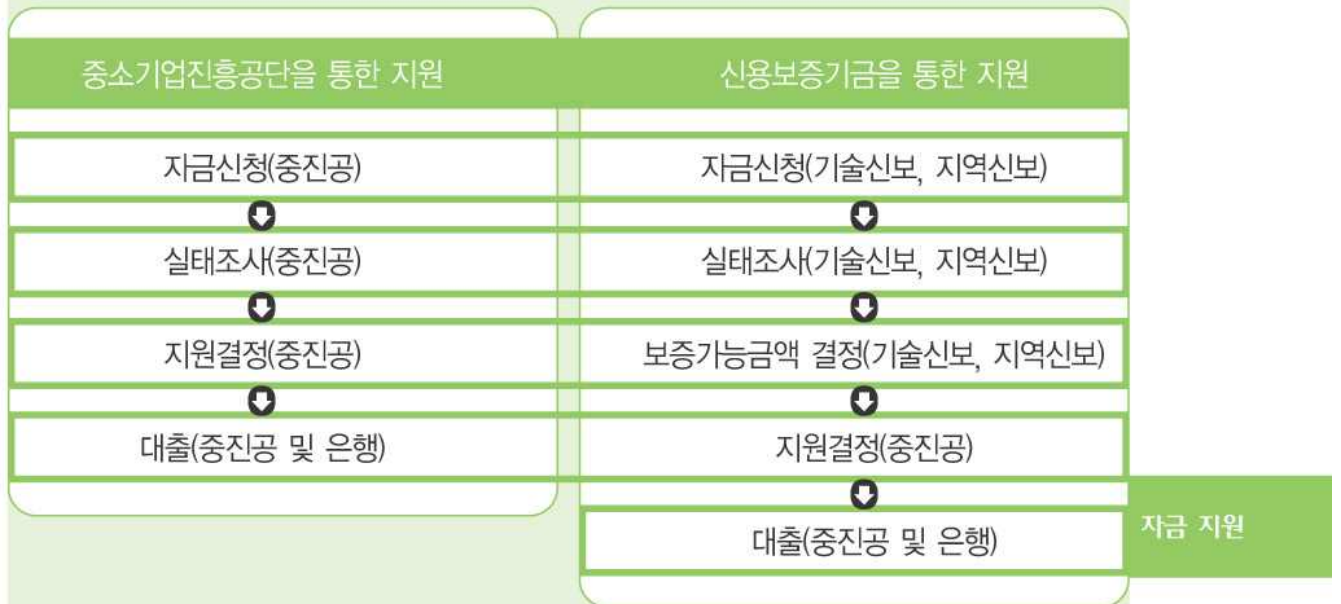 중소기업진흥공단을 통한 지원
자금신청(중진공)
실태조사(중진공)
지원결정(중진공)
대출(중진공 및 은행)
신용보증기금을 통한 지원
자금신청(기술신보, 지역신보)
실태조사(기술신보, 지역신보)
보증가능금액 결정(기술신보, 지역신보)
지원결정(중진공)
대출(중진공 및 은행)
자금 지원